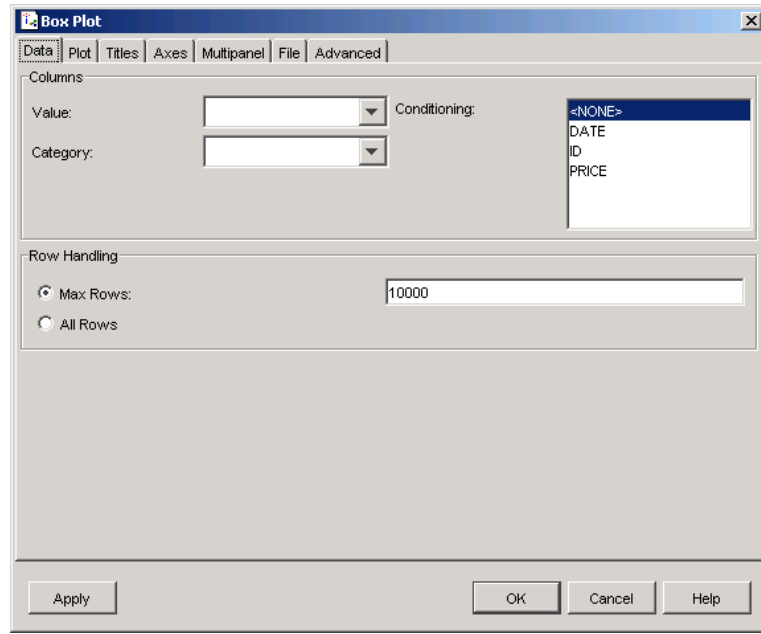 Box Plot
Data Plot Titles Axes Multipanel File Advanced
Columns
Value:
Conditioning:
<NONE>
DATE
ID
PRICE
Category:
Row Handling
Max Rows:
10000
All Rows
Apply OK Cancel Help